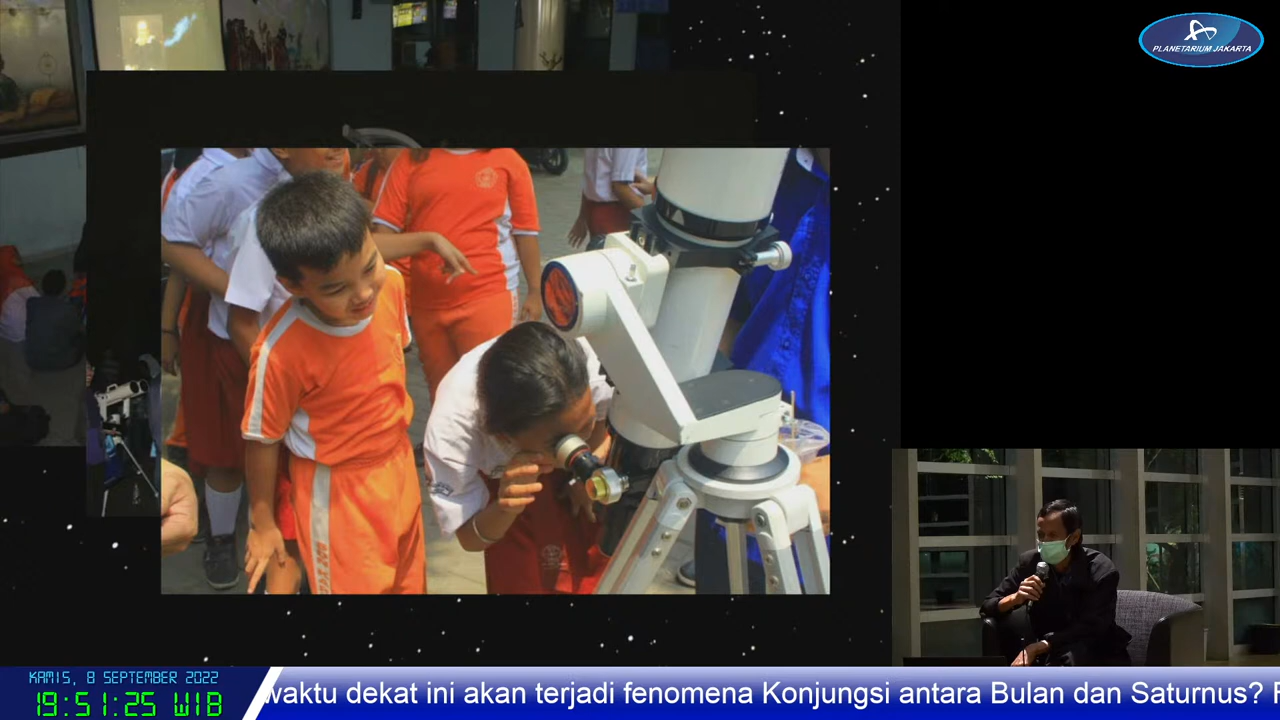 PLANETARIUM JAKARTA
KAMIS, 8 SEPTEMBER 2022
19:51:25 WIB
waktu dekat ini akan terjadi fenomena Konjungsi antara Bulan dan Saturnus?